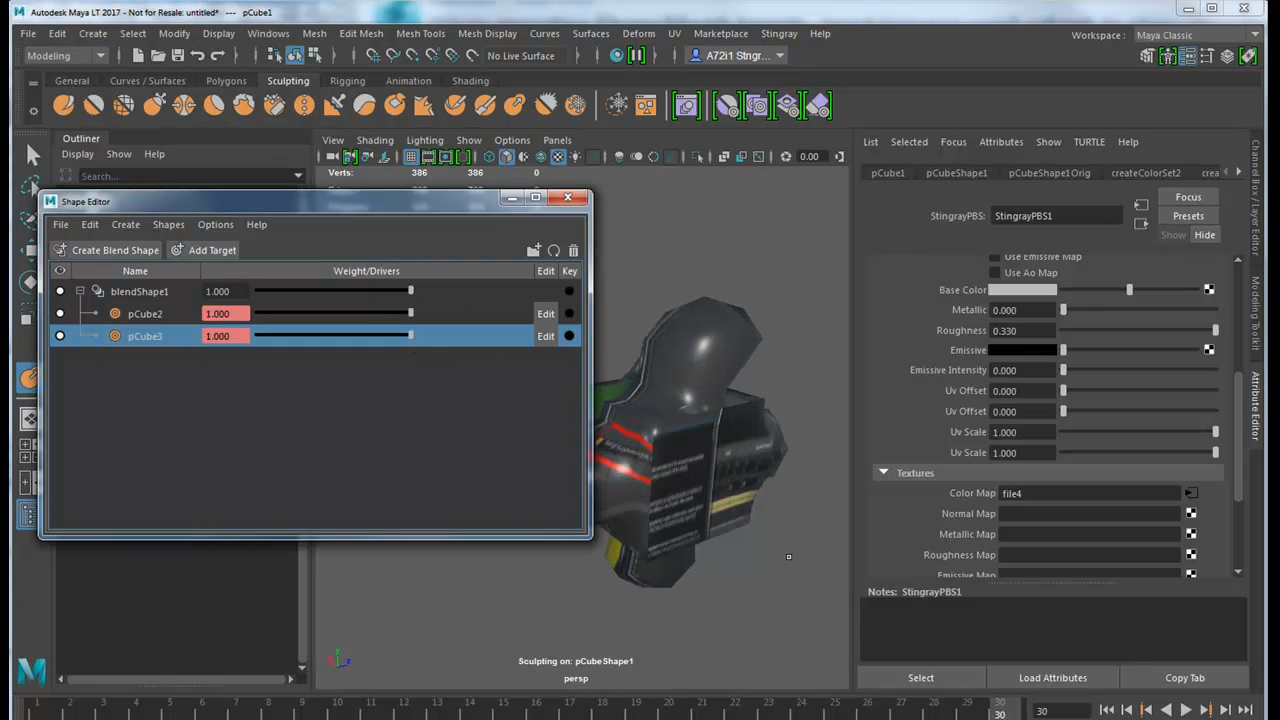 Autodesk Maya LT 2017 - Not for Resale: untitled* --- pCube1
File Edit Create Select Modify Display Windows Mesh Edit Mesh Mesh Tools Mesh Display Curves Surfaces Deform UV Marketplace Stingray Help Workspace : Maya Classic
Modeling No Live Surface A72i1 Stngr...
General Curves / Surfaces Polygons Sculpting Rigging Animation Shading
Outliner
Display Show Help
Search...
View Shading Lighting Show Options Panels
0.00
Verts: 386 386 0
Shape Editor
File Edit Create Shapes Options Help
Create Blend Shape Add Target
Name Weight/Drivers Edit Key
blendShape1 1.000
pCube2 1.000 Edit
pCube3 1.000 Edit
Sculpting on: pCubeShape1
persp
List Selected Focus Attributes Show TURTLE Help
pCube1 pCubeShape1 pCubeShape1Orig createColorSet2 crea
Focus
StingrayPBS: StingrayPBS1 Presets
Show Hide
Use Emissive Map
Use Ao Map
Base Color
Metallic 0.000
Roughness 0.330
Emissive
Emissive Intensity 0.000
Uv Offset 0.000
Uv Offset 0.000
Uv Scale 1.000
Uv Scale 1.000
Textures
Color Map file4
Normal Map
Metallic Map
Roughness Map
Emissive Map
Notes: StingrayPBS1
Select Load Attributes Copy Tab
Channel Box / Layer Editor
Modeling Toolkit
Attribute Editor
1 2 3 4 5 6 7 8 9 10 11 12 13 14 15 16 17 18 19 20 21 22 23 24 25 26 27 28 29 30
30 30